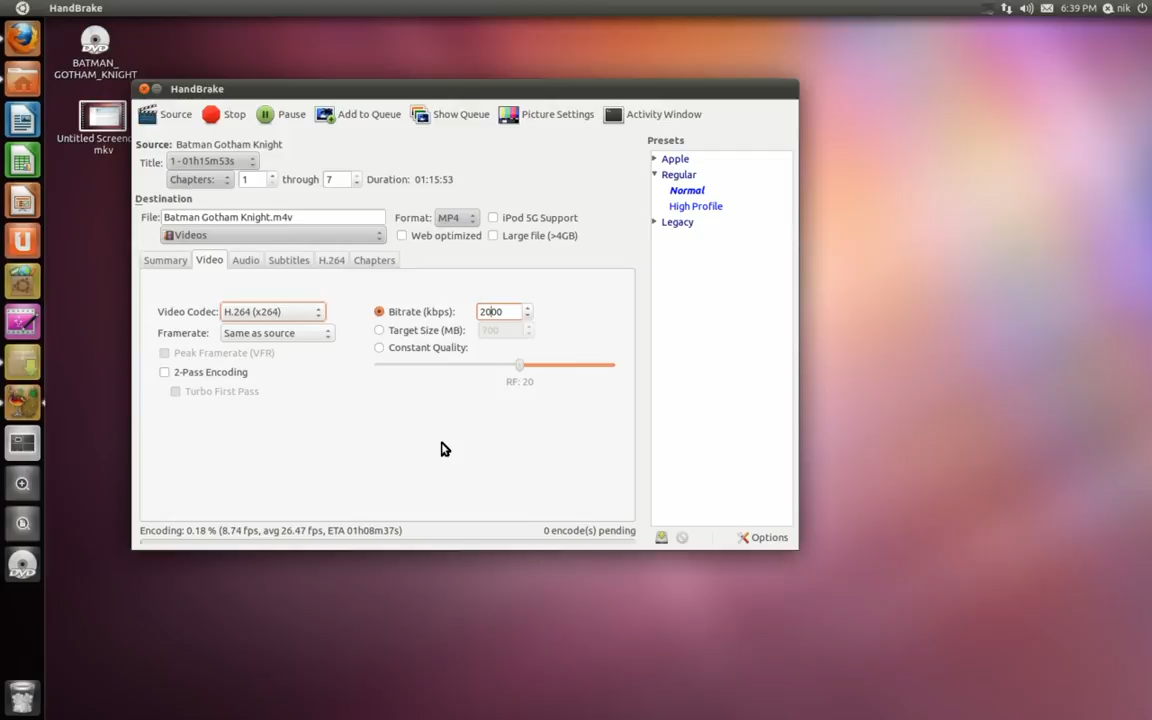 HandBrake
6:39 PM
nik
DVD
BATMAN_
GOTHAM_KNIGHT
Untitled Screenc
mkv
HandBrake
Source
Stop
Pause
Add to Queue
Show Queue
Picture Settings
Activity Window
Source: Batman Gotham Knight
Title: 1 - 01h15m53s
Chapters: 1 through 7 Duration: 01:15:53
Destination
File: Batman Gotham Knight.m4v Format: MP4 iPod 5G Support
Videos Web optimized Large file (>4GB)
Summary Video Audio Subtitles H.264 Chapters
Video Codec: H.264 (x264) Bitrate (kbps): 2000
Framerate: Same as source Target Size (MB): 700
Peak Framerate (VFR) Constant Quality:
2-Pass Encoding
RF: 20
Turbo First Pass
Encoding: 0.18 % (8.74 fps, avg 26.47 fps, ETA 01h08m37s) 0 encode(s) pending
Presets
Apple
Regular
Normal
High Profile
Legacy
Options
DVD